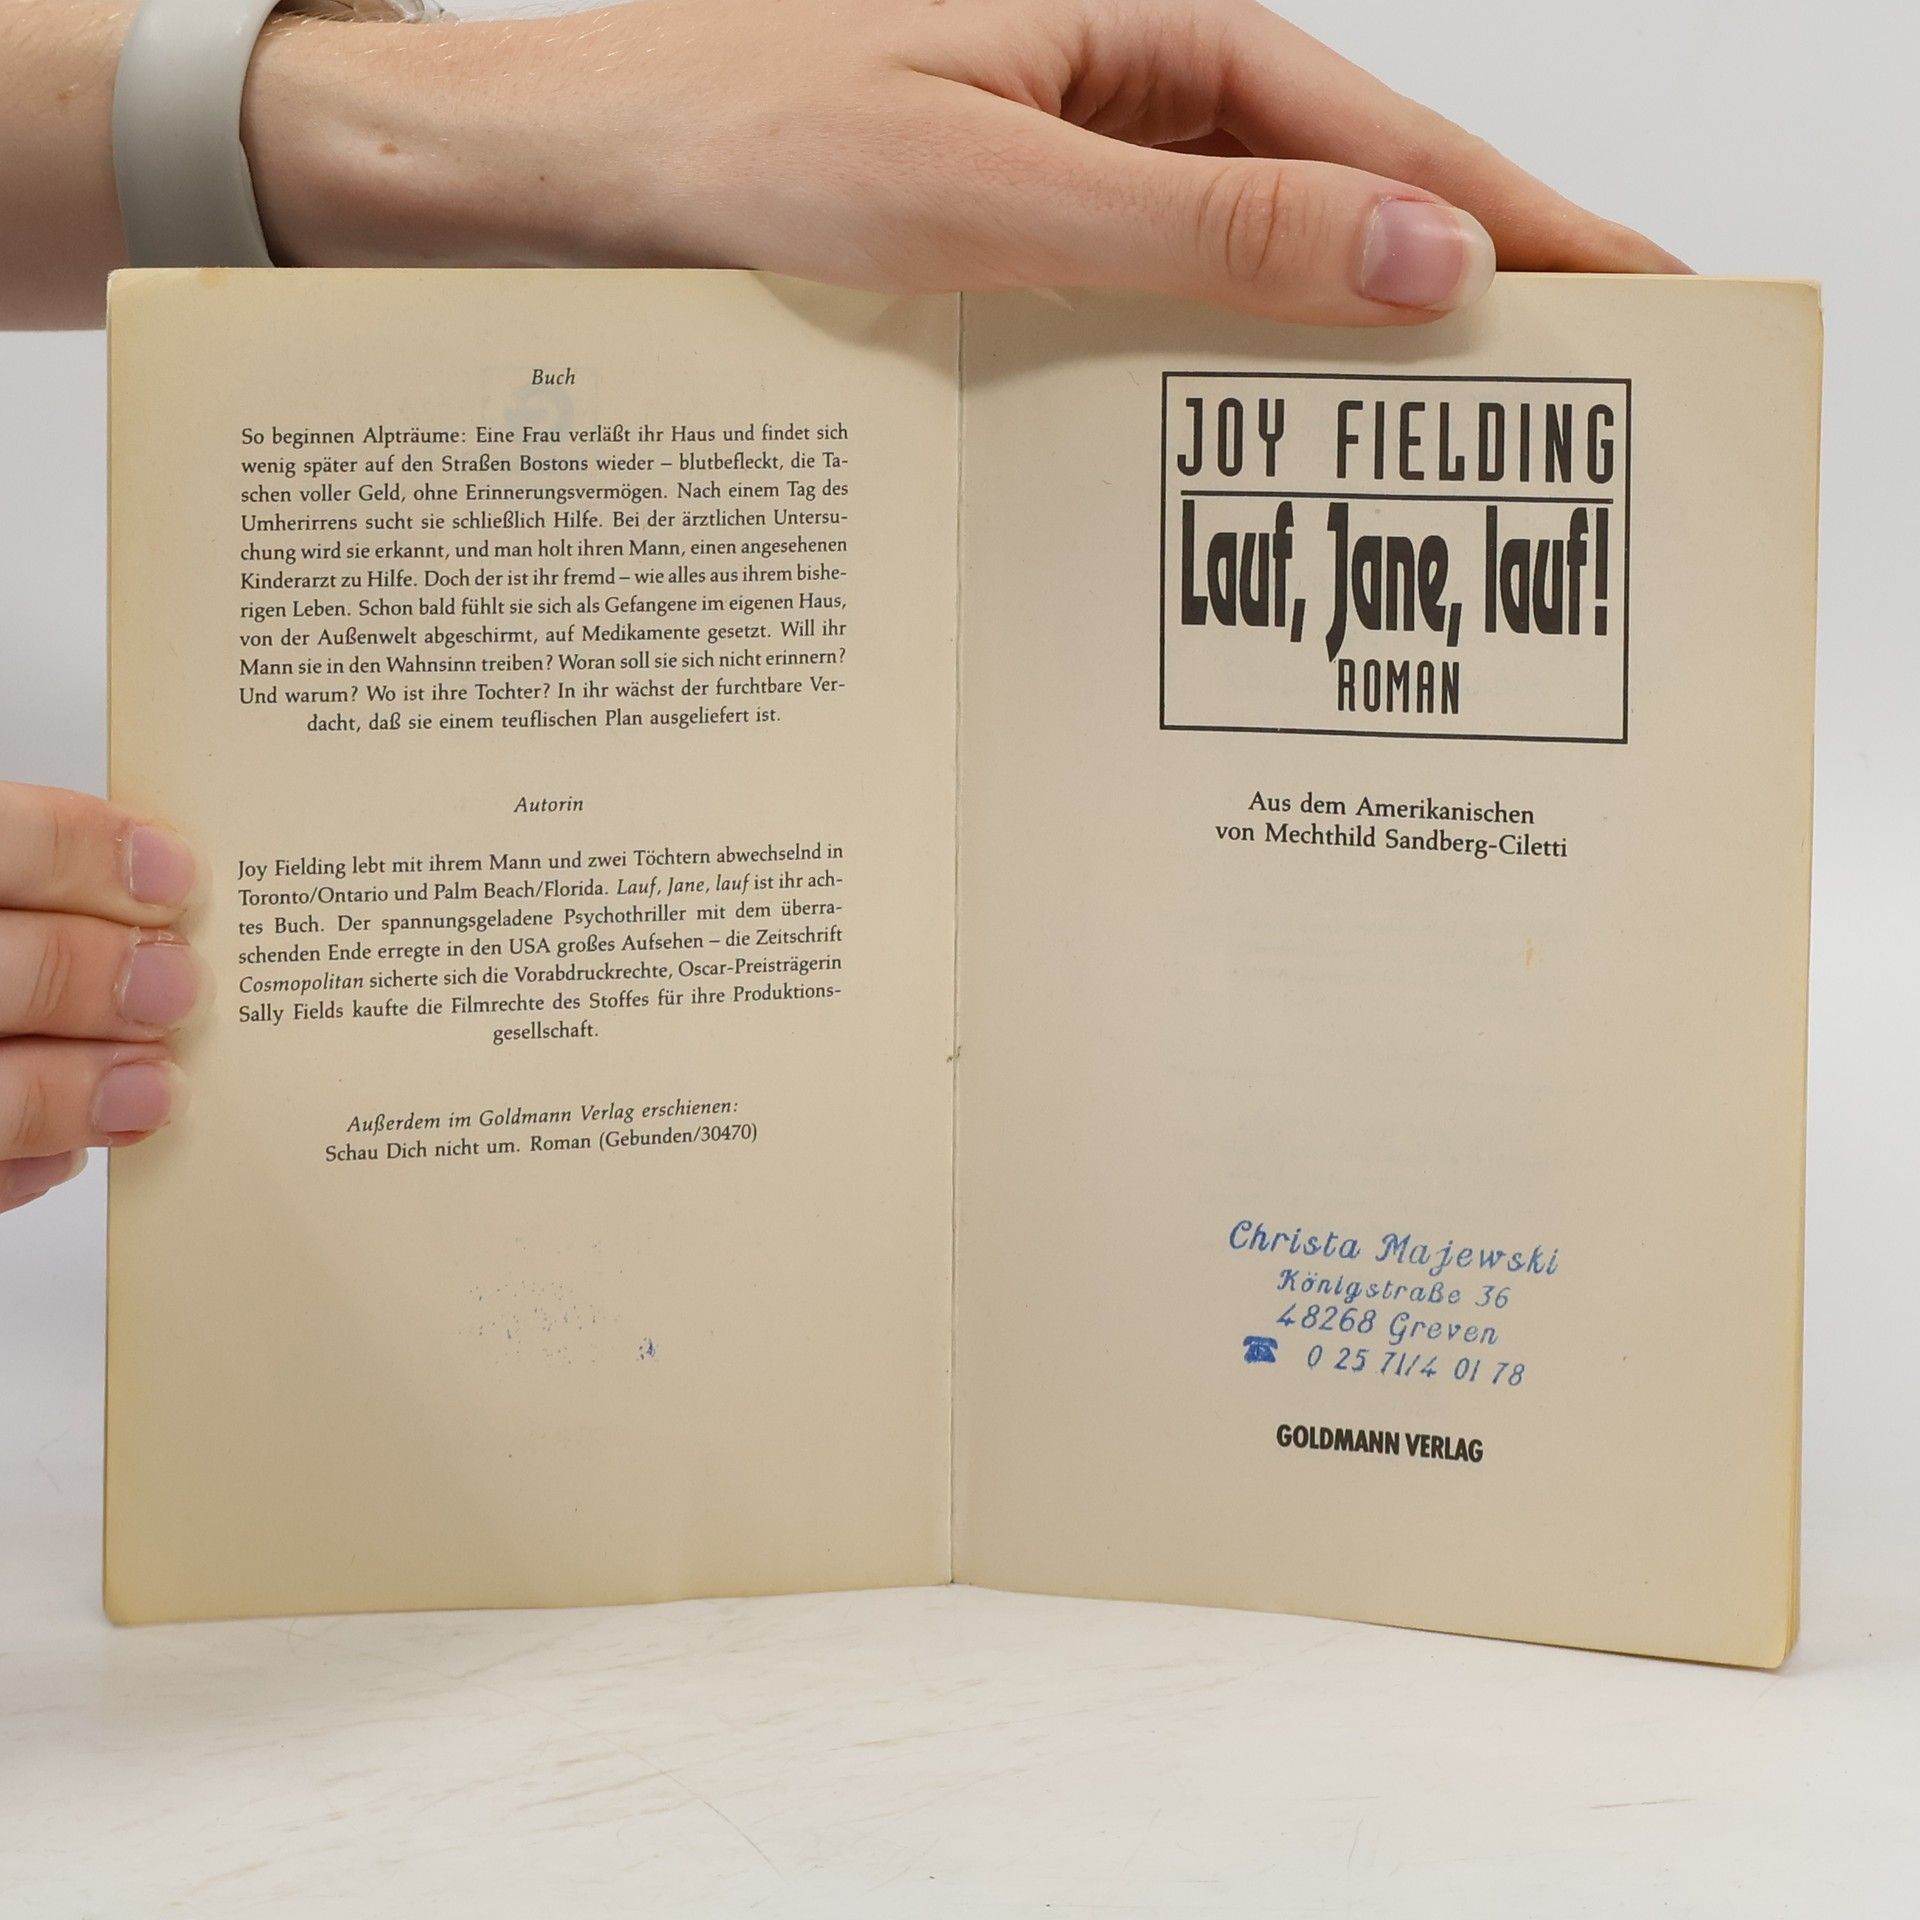 Buch
So beginnen Alpträume: Eine Frau verläßt ihr Haus und findet sich
wenig später auf den Straßen Bostons wieder – blutbefleckt, die Ta-
schen voller Geld, ohne Erinnerungsvermögen. Nach einem Tag des
Umherirrens sucht sie schließlich Hilfe. Bei der ärztlichen Untersu-
chung wird sie erkannt, und man holt ihren Mann, einen angesehenen
Kinderarzt zu Hilfe. Doch der ist ihr fremd – wie alles aus ihrem bishe-
rigen Leben. Schon bald fühlt sie sich als Gefangene im eigenen Haus,
von der Außenwelt abgeschirmt, auf Medikamente gesetzt. Will ihr
Mann sie in den Wahnsinn treiben? Woran soll sie sich nicht erinnern?
Und warum? Wo ist ihre Tochter? In ihr wächst der furchtbare Ver-
dacht, daß sie einem teuflischen Plan ausgeliefert ist.
Autorin
Joy Fielding lebt mit ihrem Mann und zwei Töchtern abwechselnd in
Toronto/Ontario und Palm Beach/Florida. Lauf, Jane, lauf ist ihr ach-
tes Buch. Der spannungsgeladene Psychothriller mit dem überra-
schenden Ende erregte in den USA großes Aufsehen – die Zeitschrift
Cosmopolitan sicherte sich die Vorabdruckrechte, Oscar-Preisträgerin
Sally Fields kaufte die Filmrechte des Stoffes für ihre Produktions-
gesellschaft.
Außerdem im Goldmann Verlag erschienen:
Schau Dich nicht um. Roman (Gebunden/30470)
JOY FIELDING
Lauf, Jane, lauf!
ROMAN
Aus dem Amerikanischen
von Mechthild Sandberg-Ciletti
Christa Majewski
Königstraße 36
48268 Greven
☎ 0 25 71/4 01 78
GOLDMANN VERLAG